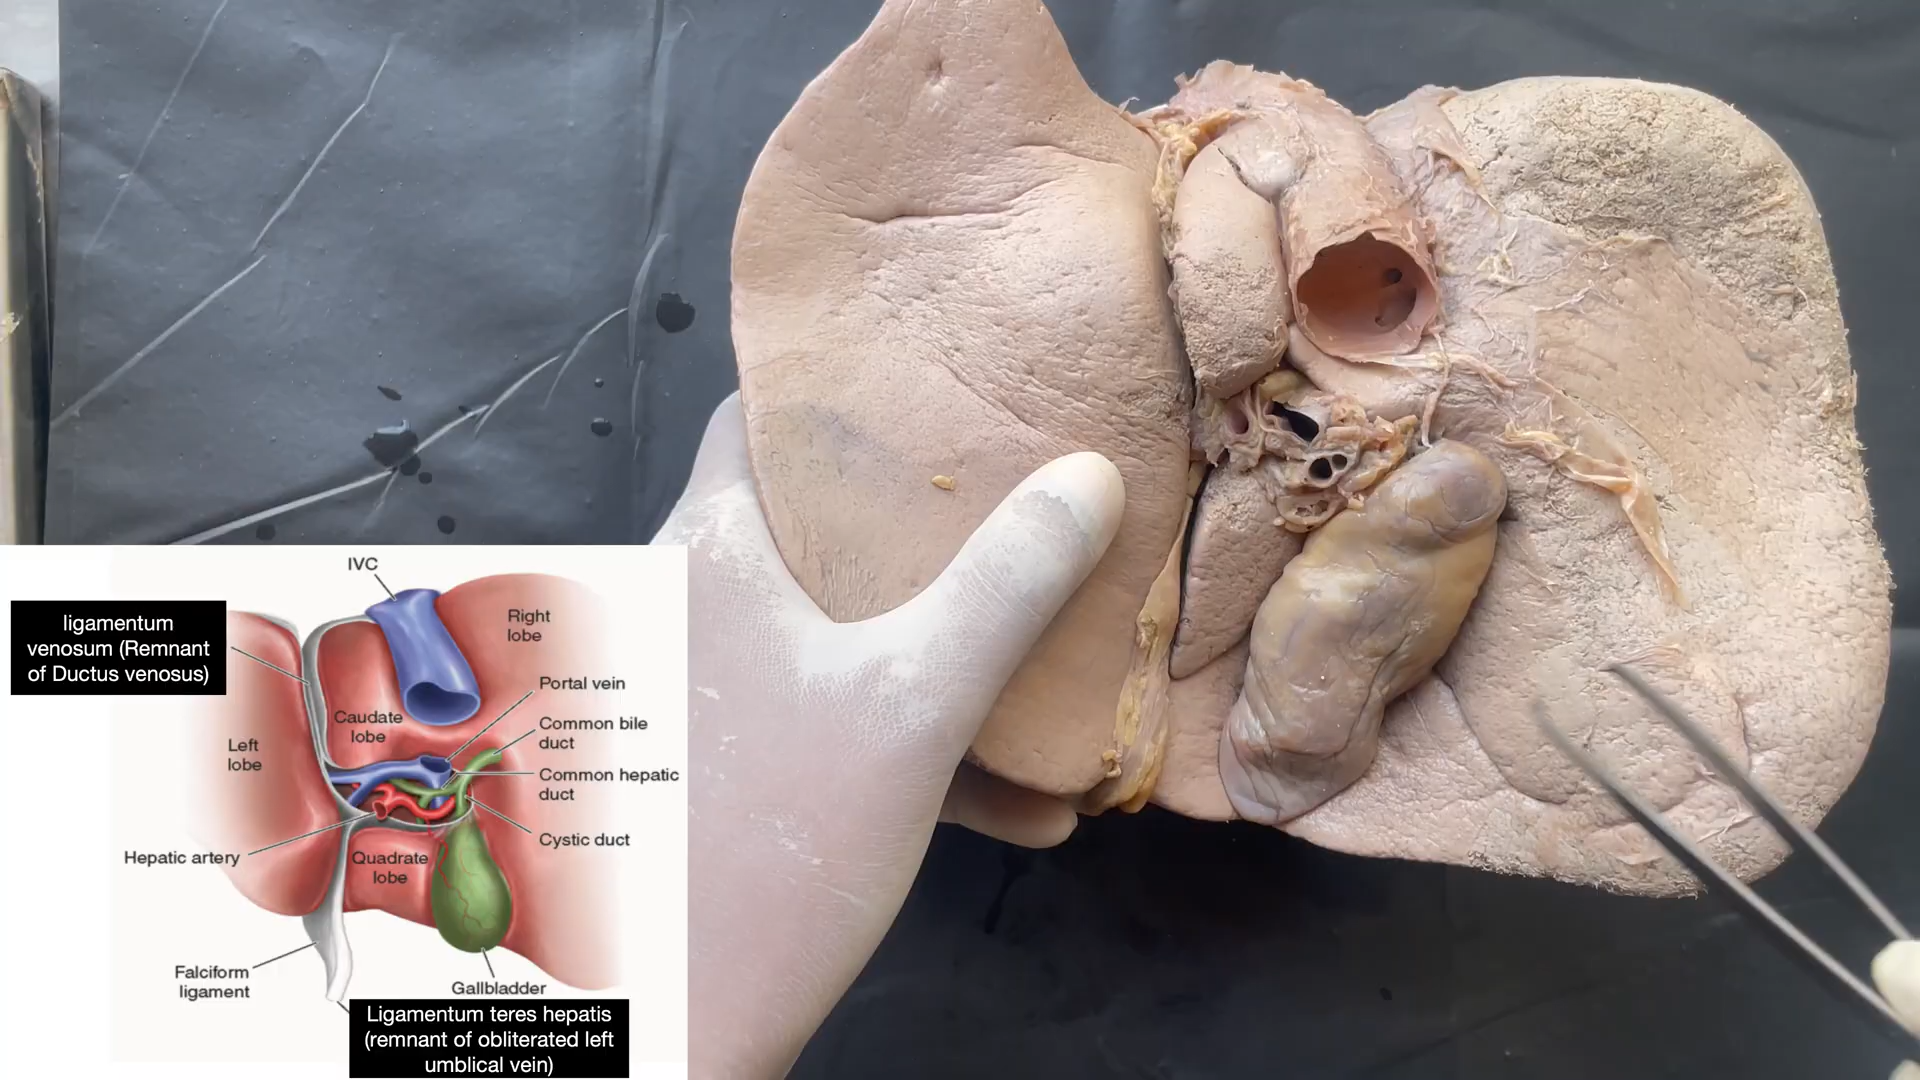 IVC
ligamentum
venosum (Remnant
of Ductus venosus)
Right
lobe
Portal vein
Caudate
lobe
Common bile
duct
Left
lobe
Common hepatic
duct
Cystic duct
Hepatic artery
Quadrate
lobe
Falciform
ligament
Gallbladder
Ligamentum teres hepatis
(remnant of obliterated left
umblical vein)